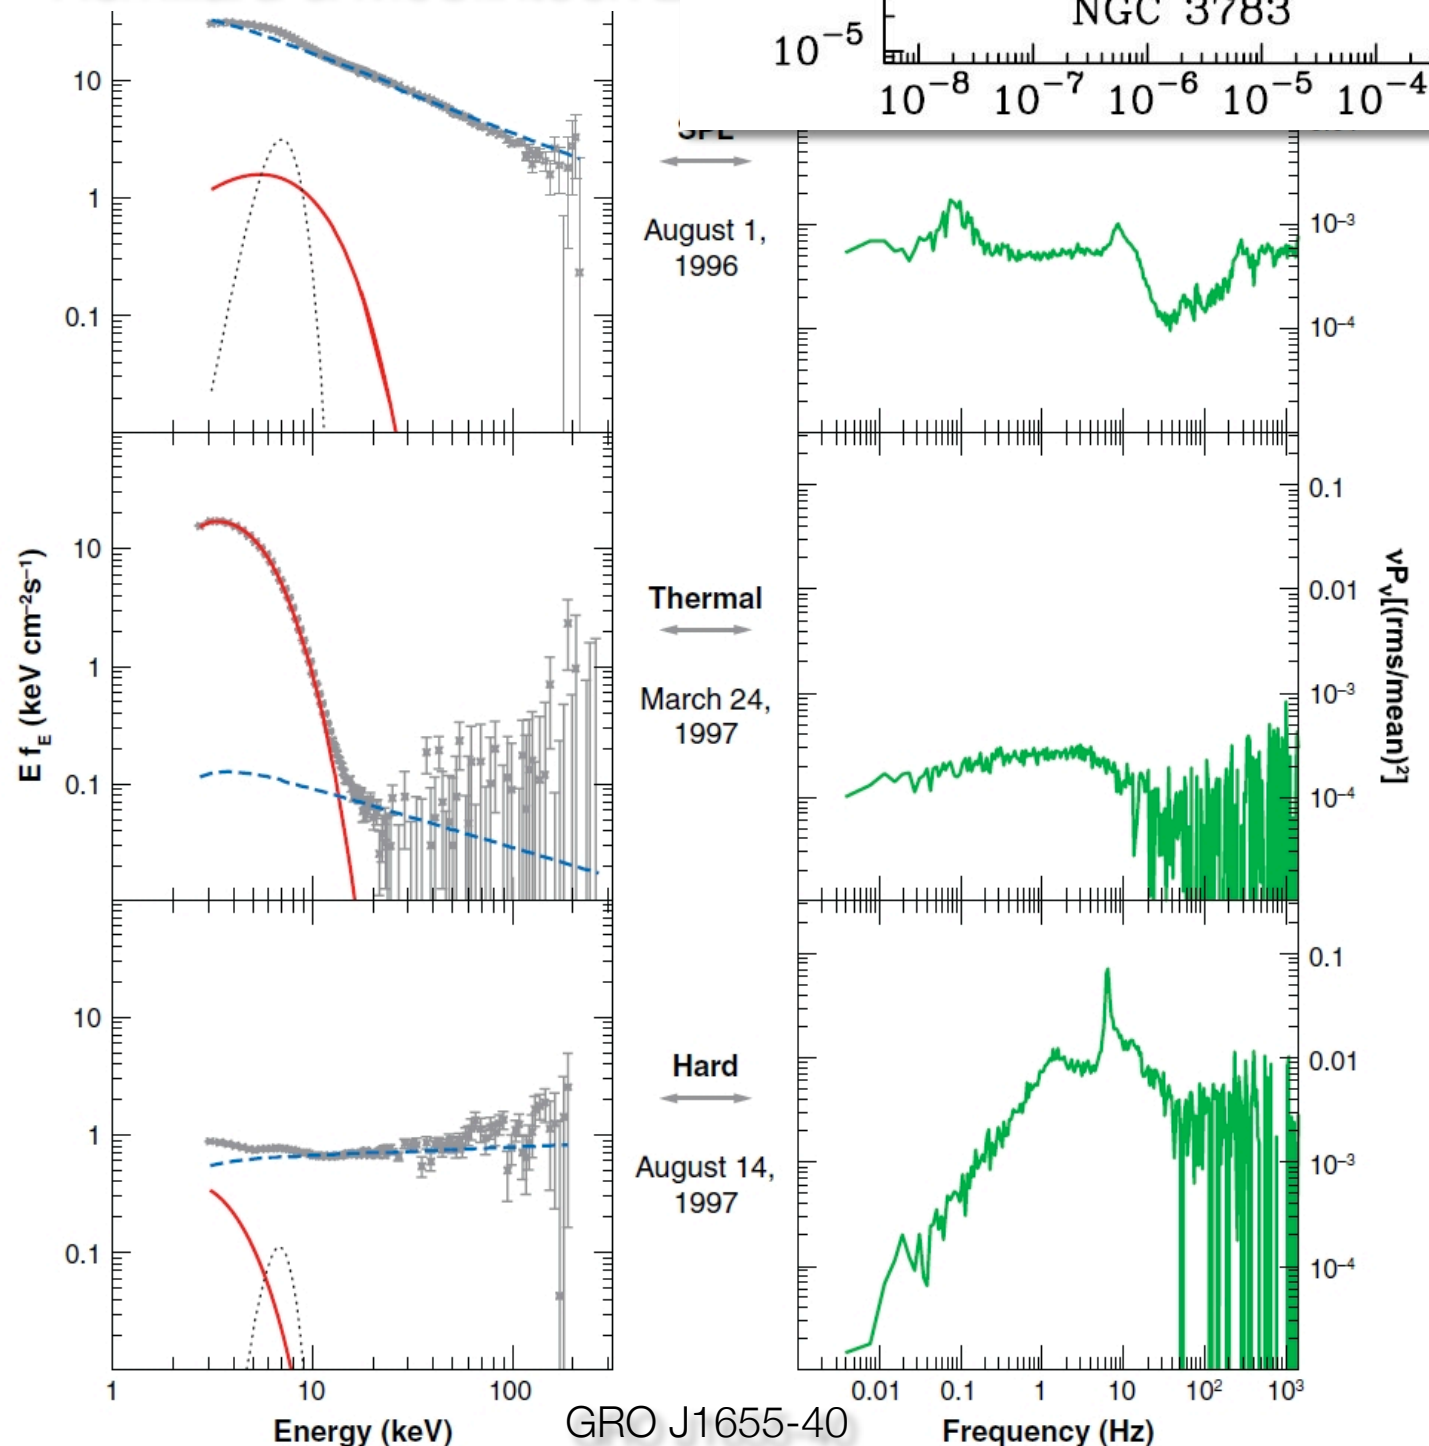 NGC 3783
10⁻⁵
10⁻⁸ 10⁻⁷ 10⁻⁶ 10⁻⁵ 10⁻⁴
10
1
0.1
SPL
August 1,
1996
10⁻³
10⁻⁴
E f_E (keV cm⁻²s⁻¹)
10
1
0.1
Thermal
March 24,
1997
0.1
0.01
10⁻³
10⁻⁴
νP_ν[(rms/mean)²]
10
1
0.1
Hard
August 14,
1997
0.1
0.01
10⁻³
10⁻⁴
1 10 100
0.01 0.1 1 10 10² 10³
Energy (keV)
GRO J1655-40
Frequency (Hz)